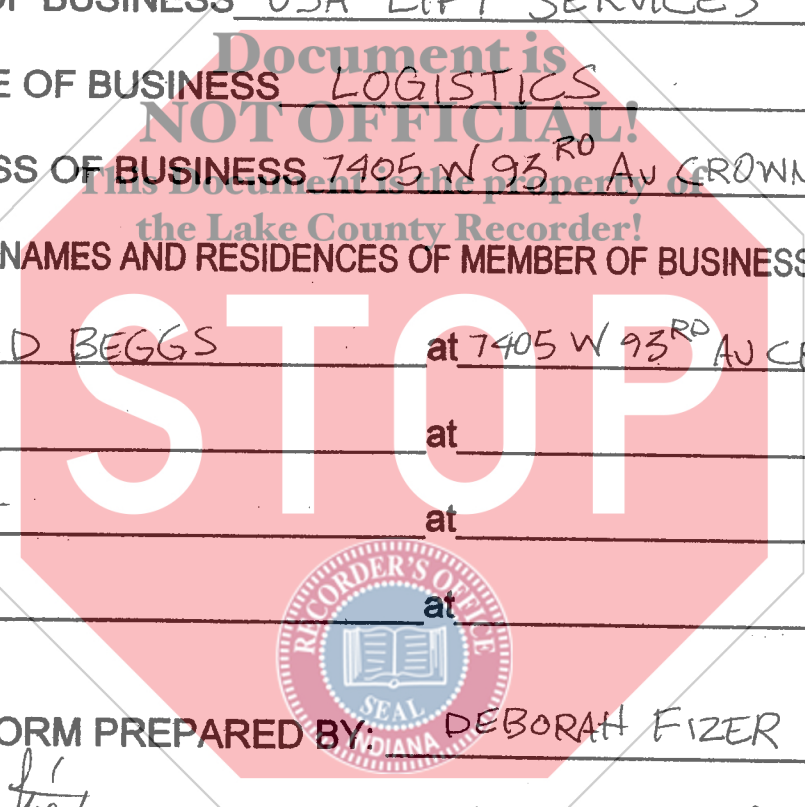 OF BUSINESS USA LIFT SERVICES
Document is
E OF BUSINESS LOGISTICS
NOT OFFICIAL!
SS OF BUSINESS 7405 W 93RD AV CROWN
This Document is the property of
the Lake County Recorder!
NAMES AND RESIDENCES OF MEMBER OF BUSINESS
STOP
D BEGGS at 7405 W 93RD AV C
at
at
at
RECORDER'S OFFICE
SEAL
INDIANA
ORM PREPARED BY: DEBORAH FIZER